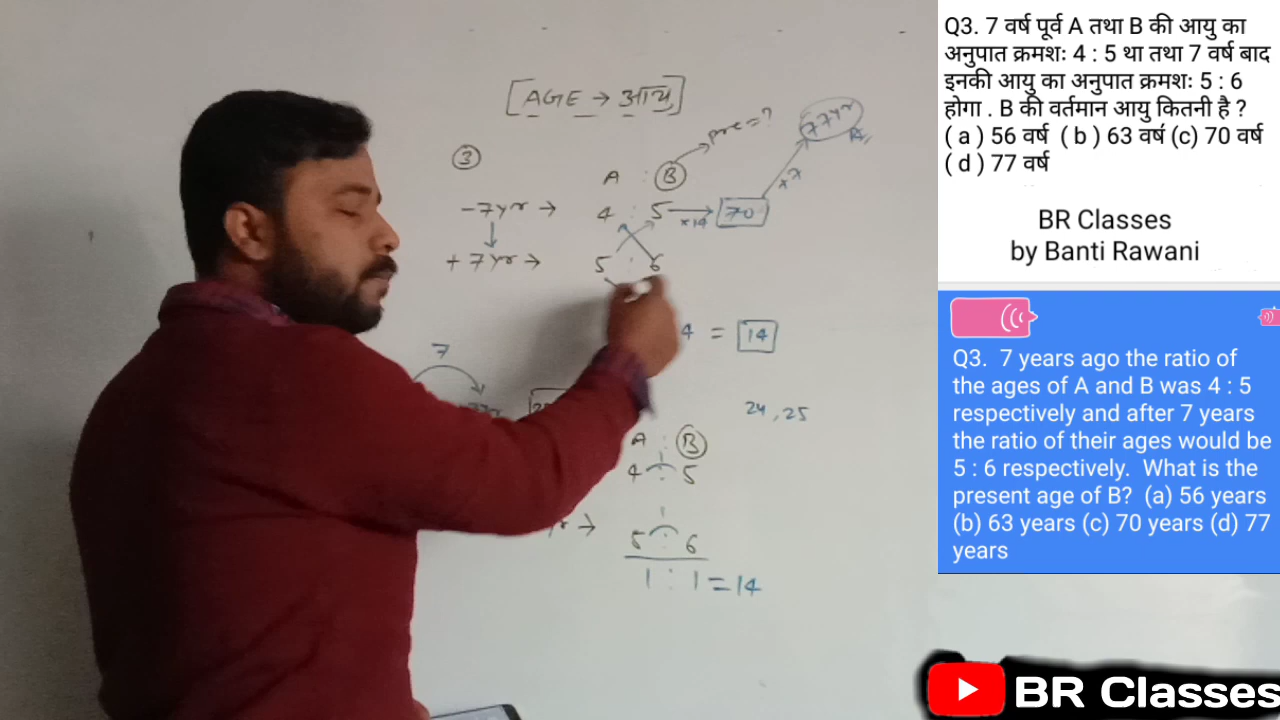 [AGE → आयु]
③
A : B → pre = ? 77yr
-7yr → 4 : 5 ×14 → 70
+7yr → 5 : 6
4 = 14
7
24, 25
A : B
4 : 5
→
5 : 6
1 : 1 = 14
Q3. 7 वर्ष पूर्व A तथा B की आयु का
अनुपात क्रमशः 4 : 5 था तथा 7 वर्ष बाद
इनकी आयु का अनुपात क्रमशः 5 : 6
होगा . B की वर्तमान आयु कितनी है ?
( a ) 56 वर्ष ( b ) 63 वर्ष (c) 70 वर्ष
( d ) 77 वर्ष
BR Classes
by Banti Rawani
Q3. 7 years ago the ratio of
the ages of A and B was 4 : 5
respectively and after 7 years
the ratio of their ages would be
5 : 6 respectively. What is the
present age of B? (a) 56 years
(b) 63 years (c) 70 years (d) 77
years
BR Classes